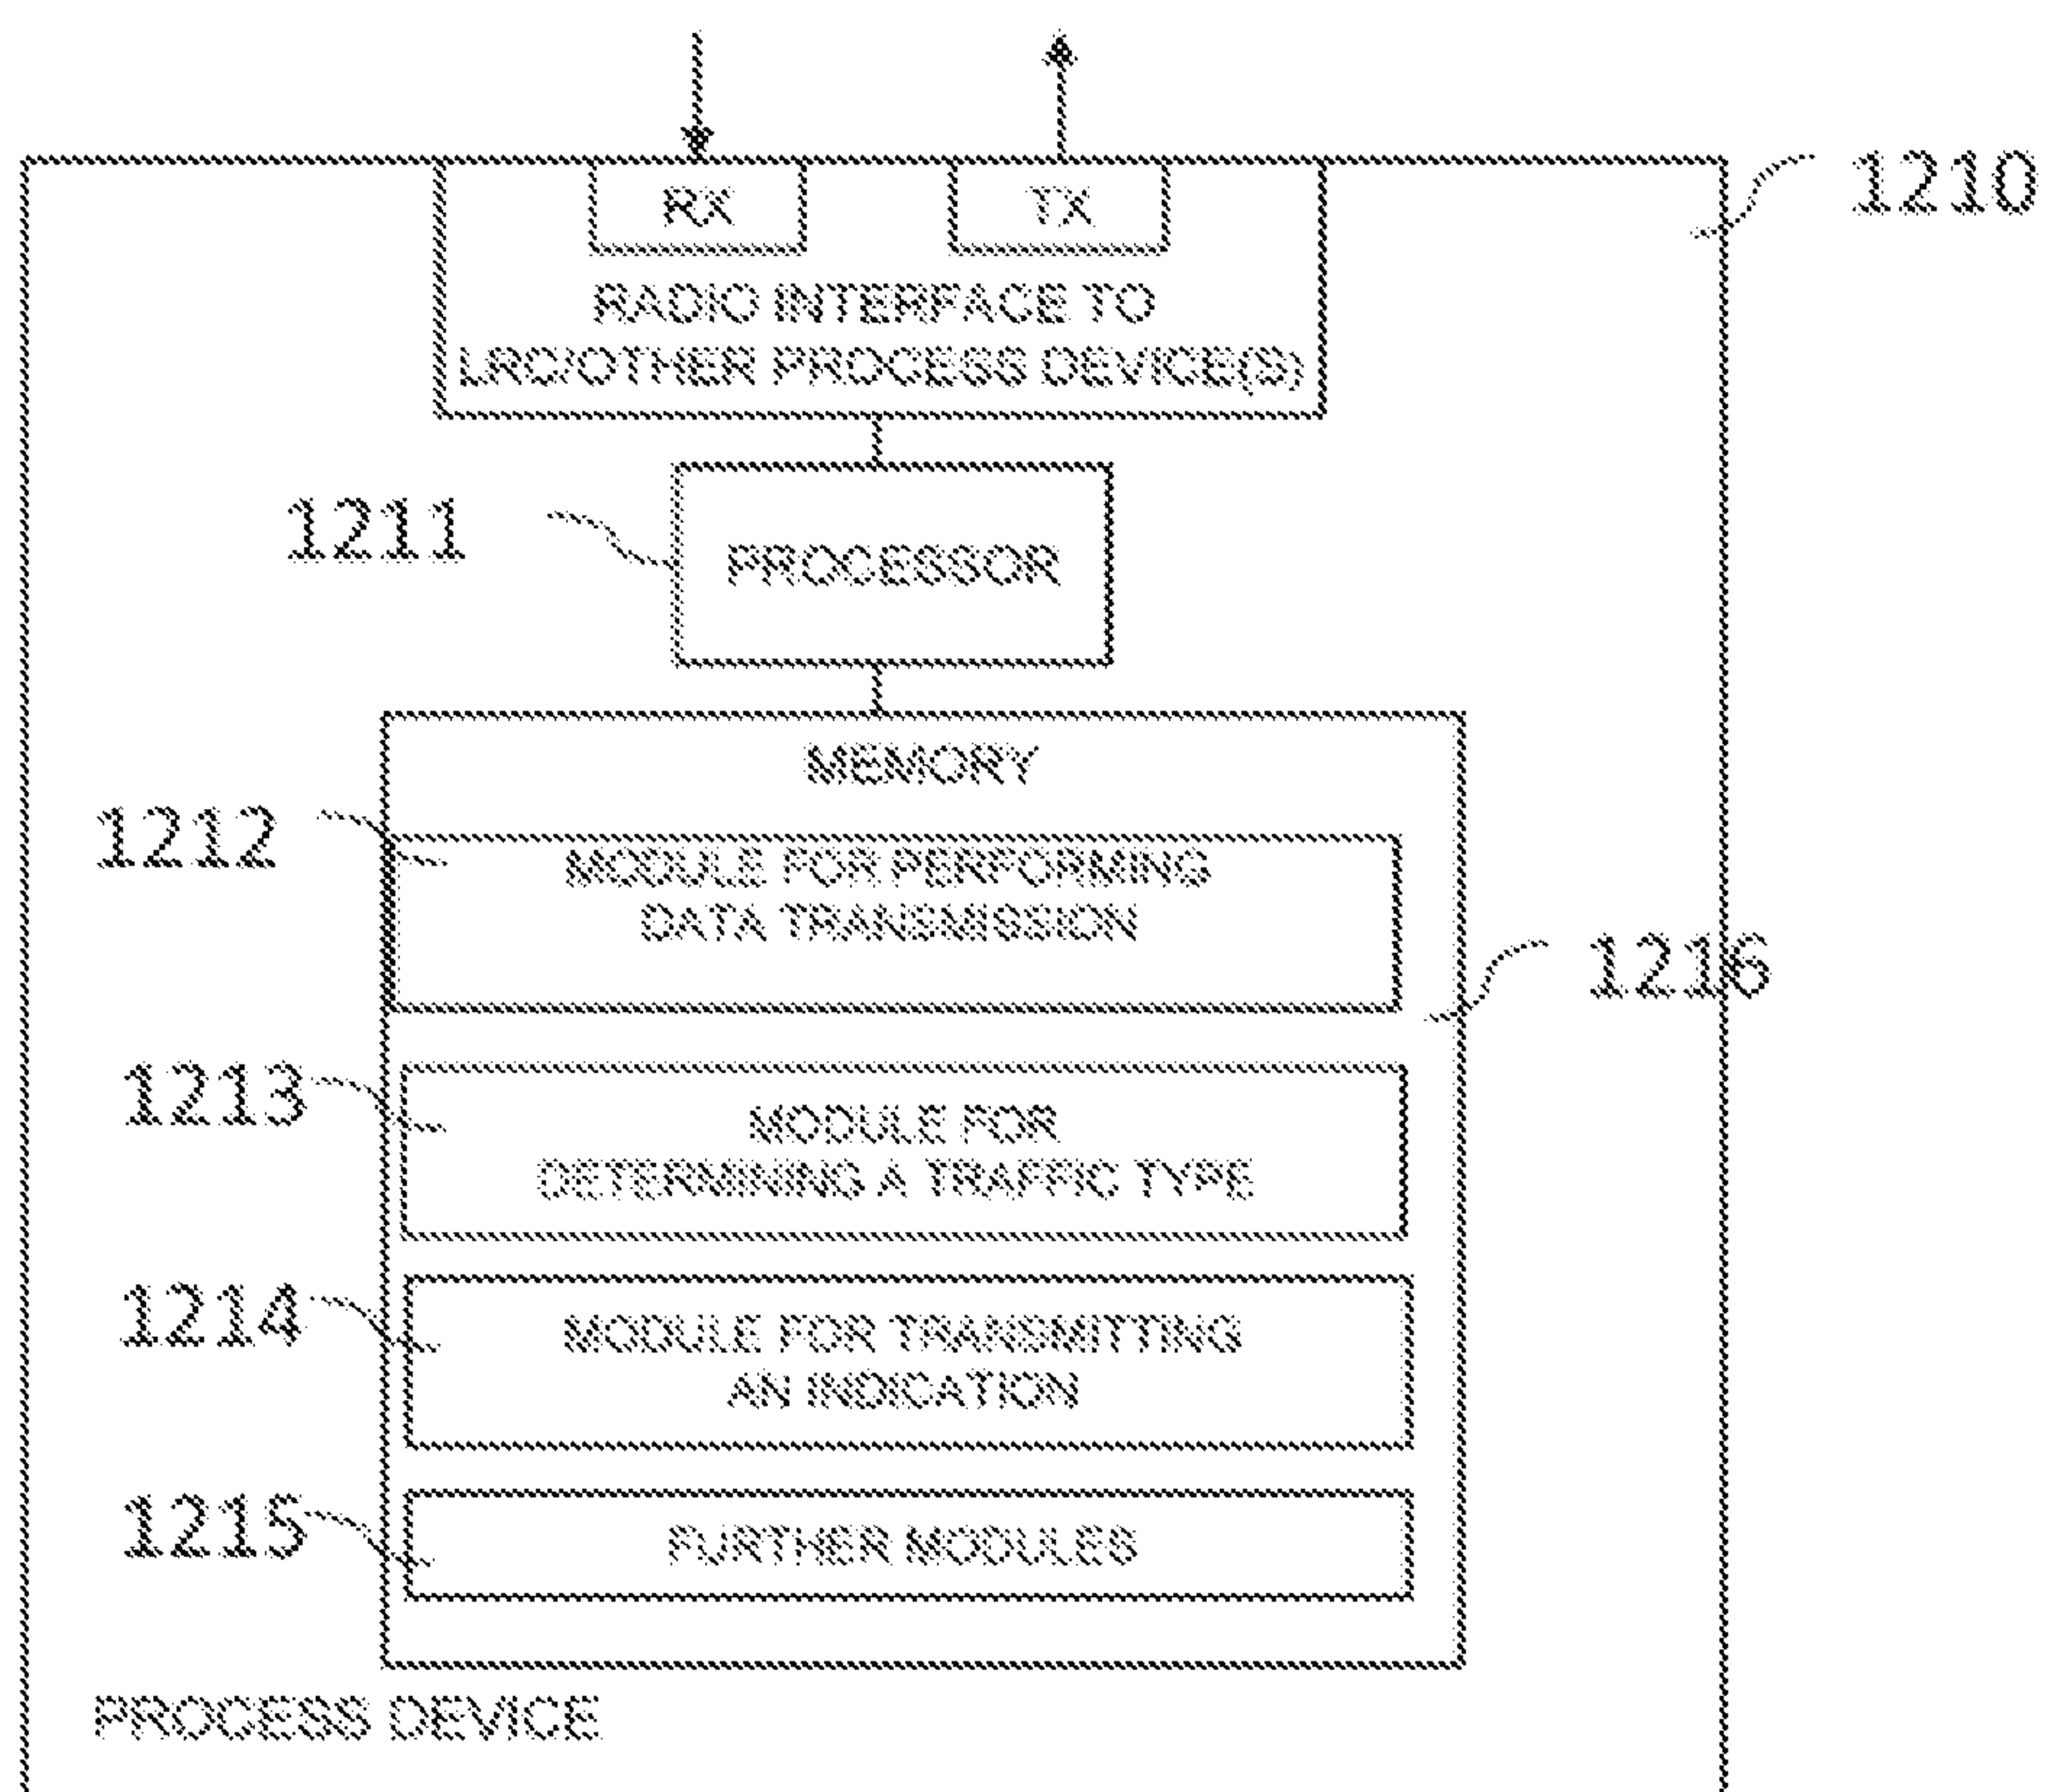 RX
TX
1210
RADIO INTERFACE TO
LRC/OTHER PROCESS DEVICE(S)
1211
PROCESSOR
MEMORY
1212
MODULE FOR PERFORMING
DATA TRANSMISSION
1216
1213
MODULE FOR
DETERMINING A TRAFFIC TYPE
1214
MODULE FOR TRANSMITTING
AN INDICATION
1215
FURTHER MODULES
PROCESS DEVICE